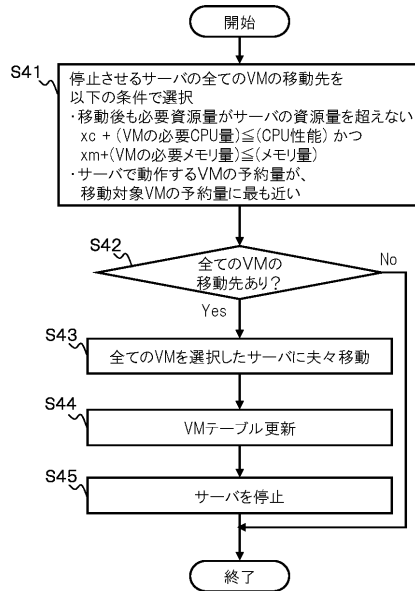 開始
S41
停止させるサーバの全てのVMの移動先を
以下の条件で選択
・移動後も必要資源量がサーバの資源量を超えない
xc + (VMの必要CPU量)≦(CPU性能) かつ
xm+(VMの必要メモリ量)≦(メモリ量)
・サーバで動作するVMの予約量が、
移動対象VMの予約量に最も近い
S42
全てのVMの
移動先あり?
No
Yes
S43
全てのVMを選択したサーバに夫々移動
S44
VMテーブル更新
S45
サーバを停止
終了